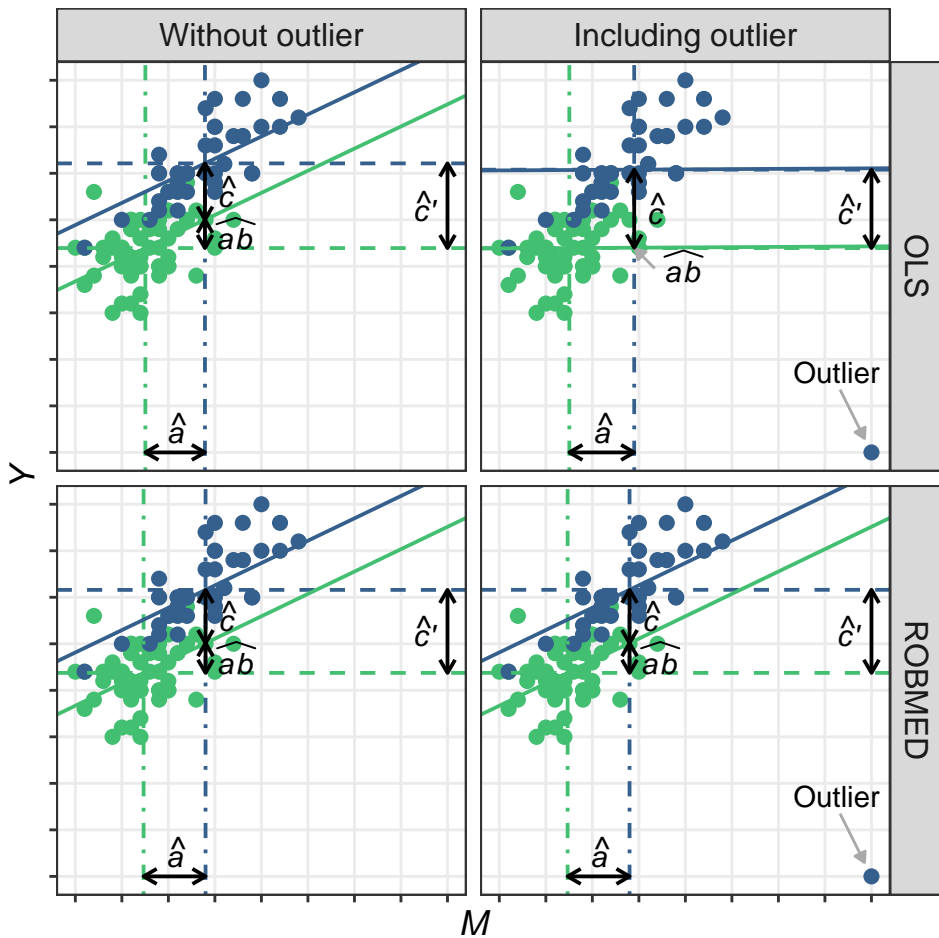 Without outlier
Including outlier
ĉ
ĉ'
âb
â
ĉ
ĉ'
âb
Outlier
â
OLS
Y
ĉ
ĉ'
âb
â
ĉ
ĉ'
âb
Outlier
â
ROBMED
M